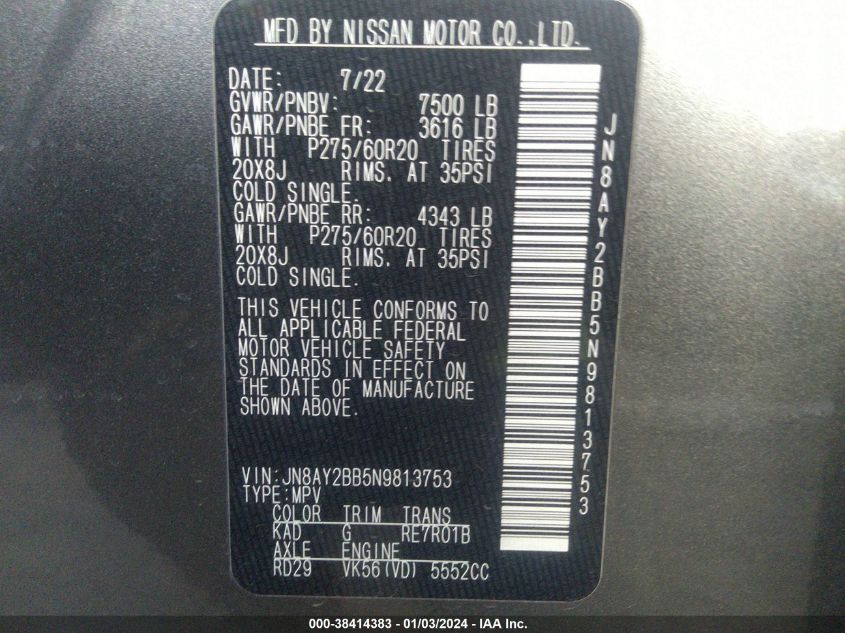 MFD BY NISSAN MOTOR CO.,LTD.
DATE: 7/22
GVWR/PNBV: 7500 LB
GAWR/PNBE FR: 3616 LB
WITH P275/60R20 TIRES
20X8J RIMS. AT 35PSI
COLD SINGLE.
GAWR/PNBE RR: 4343 LB
WITH P275/60R20 TIRES
20X8J RIMS. AT 35PSI
COLD SINGLE.
THIS VEHICLE CONFORMS TO
ALL APPLICABLE FEDERAL
MOTOR VEHICLE SAFETY
STANDARDS IN EFFECT ON
THE DATE OF MANUFACTURE
SHOWN ABOVE.
VIN:JN8AY2BB5N9813753
TYPE:MPV
COLOR TRIM TRANS
KAD G RE7R01B
AXLE ENGINE
RD29 VK56(VD) 5552CC
JN8AY2BB5N9813753
000-38414383 - 01/03/2024 - IAA Inc.